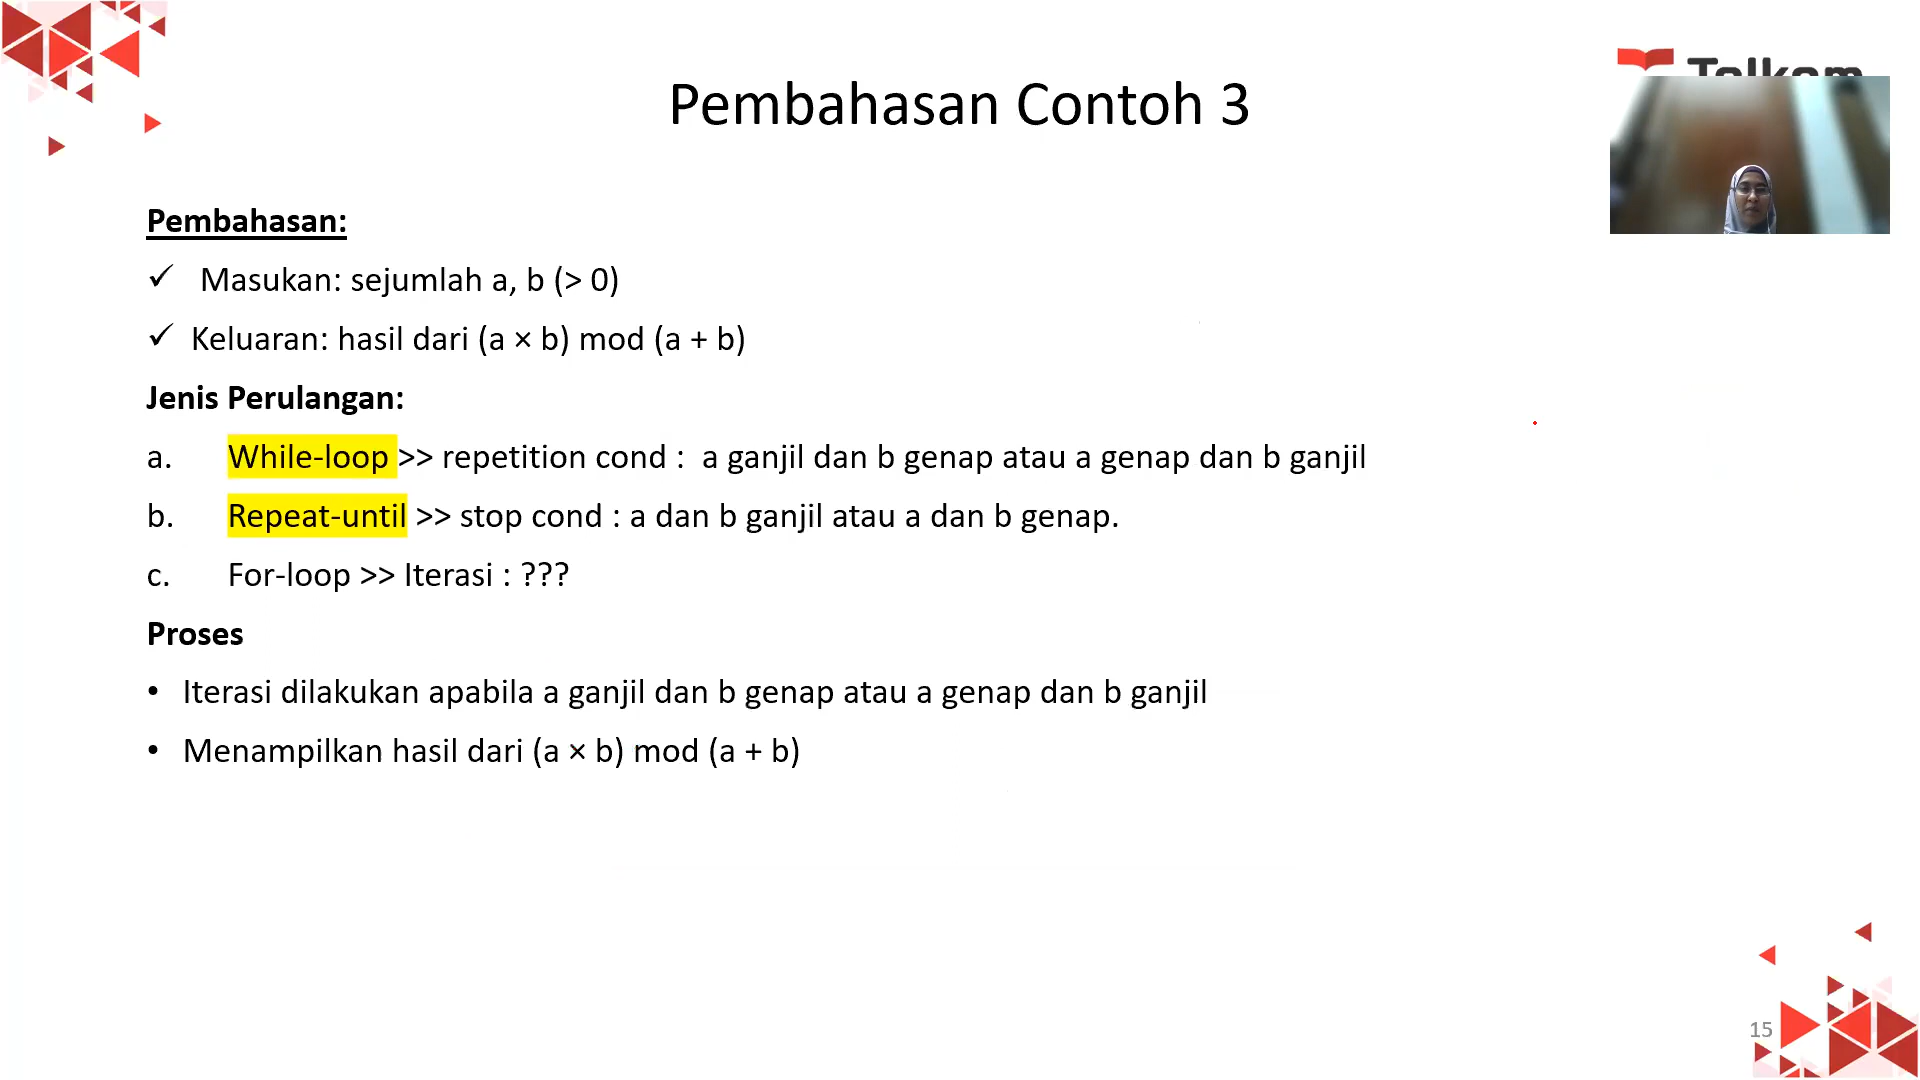 Pembahasan Contoh 3
Pembahasan:
✓ Masukan: sejumlah a, b (> 0)
✓ Keluaran: hasil dari (a × b) mod (a + b)
Jenis Perulangan:
a. While-loop >> repetition cond : a ganjil dan b genap atau a genap dan b ganjil
b. Repeat-until >> stop cond : a dan b ganjil atau a dan b genap.
c. For-loop >> Iterasi : ???
Proses
• Iterasi dilakukan apabila a ganjil dan b genap atau a genap dan b ganjil
• Menampilkan hasil dari (a × b) mod (a + b)
15